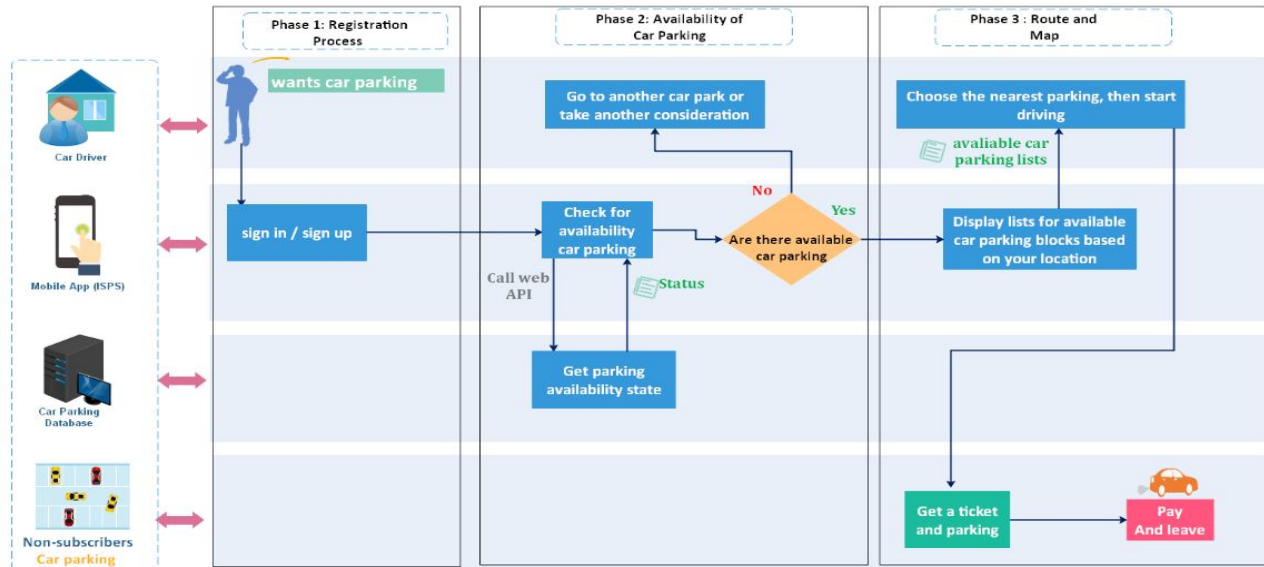 Phase 1: Registration
Process
Phase 2: Availability of
Car Parking
Phase 3 : Route and
Map
Car Driver
Mobile App (ISPS)
Car Parking
Database
Non-subscribers
Car parking
wants car parking
sign in / sign up
Go to another car park or
take another consideration
No
Yes
Check for
availability
car parking
Are there available
car parking
Call web
API
Status
Get parking
availability state
Choose the nearest parking, then start
driving
avaliable car
parking lists
Display lists for available
car parking blocks based
on your location
Get a ticket
and parking
Pay
And leave